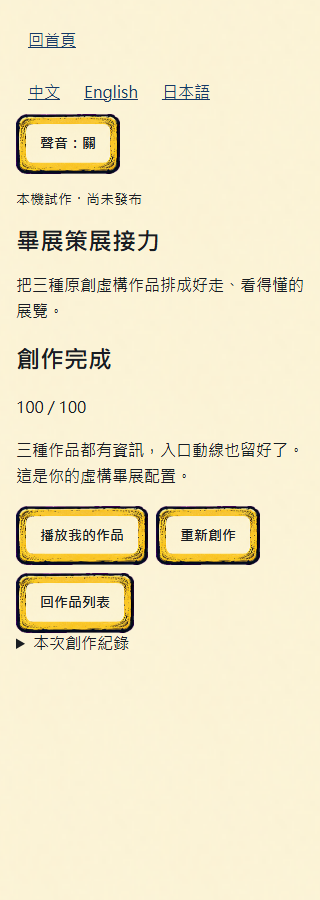 回首頁
中文 English 日本語
聲音：關
本機試作・尚未發布
畢展策展接力
把三種原創虛構作品排成好走、看得懂的
展覽。
創作完成
100 / 100
三種作品都有資訊，入口動線也留好了。
這是你的虛構畢展配置。
播放我的作品 重新創作
回作品列表
▶ 本次創作紀錄